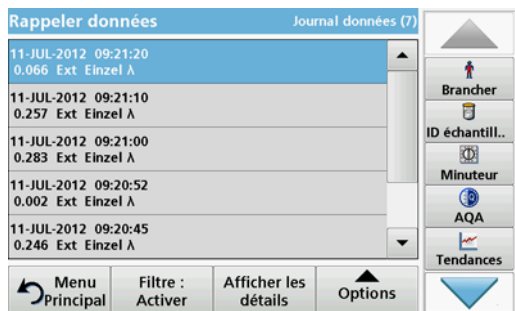 Rappeler données
Journal données (7)
11-JUL-2012 09:21:20
0.066 Ext Einzel λ
11-JUL-2012 09:21:10
0.257 Ext Einzel λ
11-JUL-2012 09:21:00
0.283 Ext Einzel λ
11-JUL-2012 09:20:52
0.002 Ext Einzel λ
11-JUL-2012 09:20:45
0.246 Ext Einzel λ
Brancher
ID échantill..
Minuteur
AQA
Tendances
Menu
Principal
Filtre :
Activer
Afficher les
détails
Options